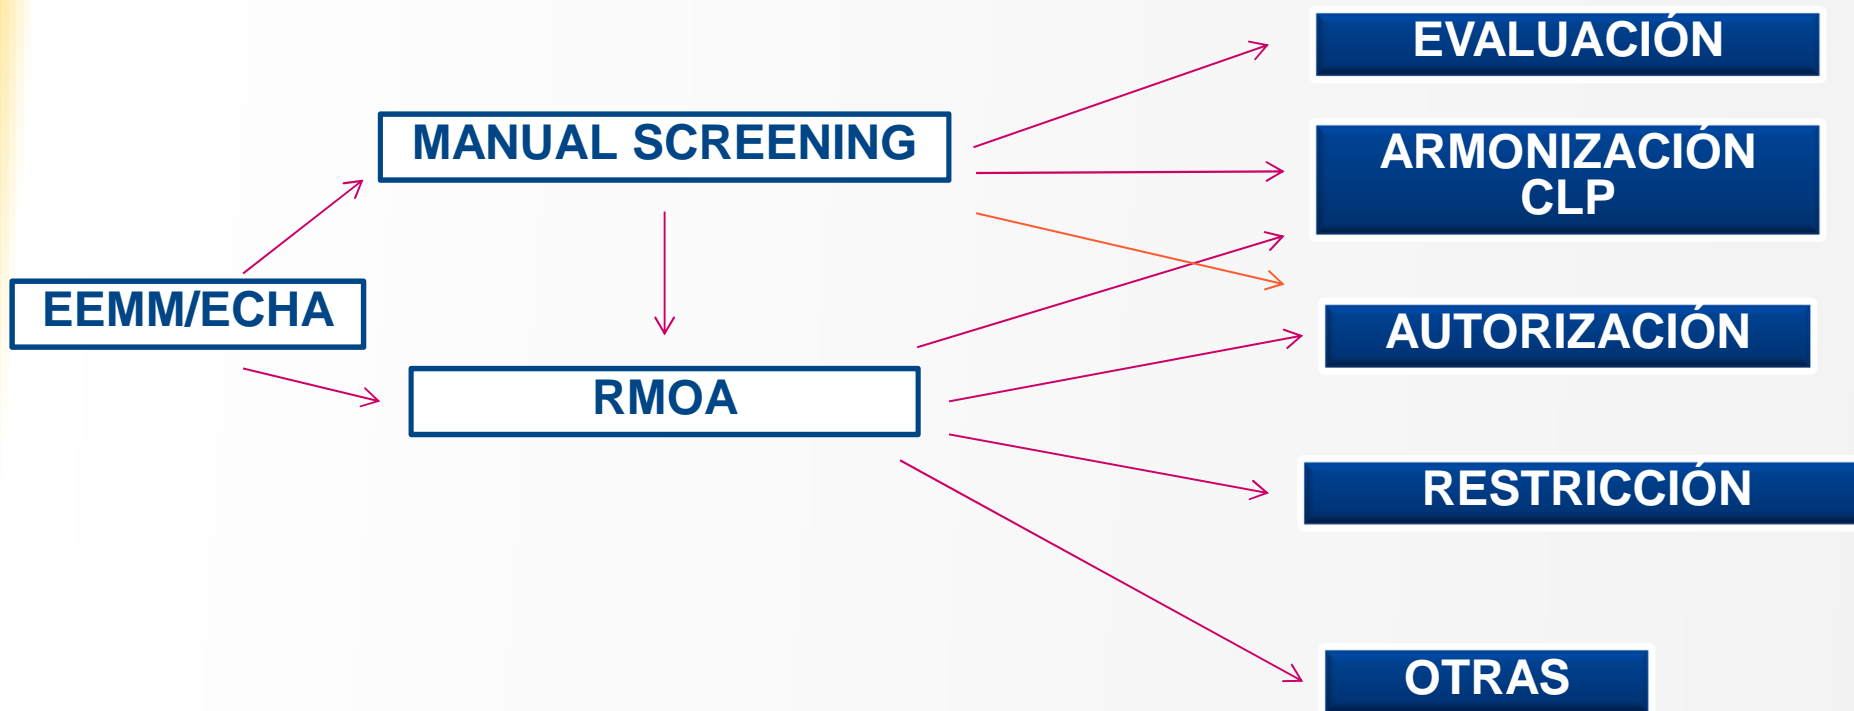 EVALUACIÓN
MANUAL SCREENING
ARMONIZACIÓN
CLP
EEMM/ECHA
AUTORIZACIÓN
RMOA
RESTRICCIÓN
OTRAS